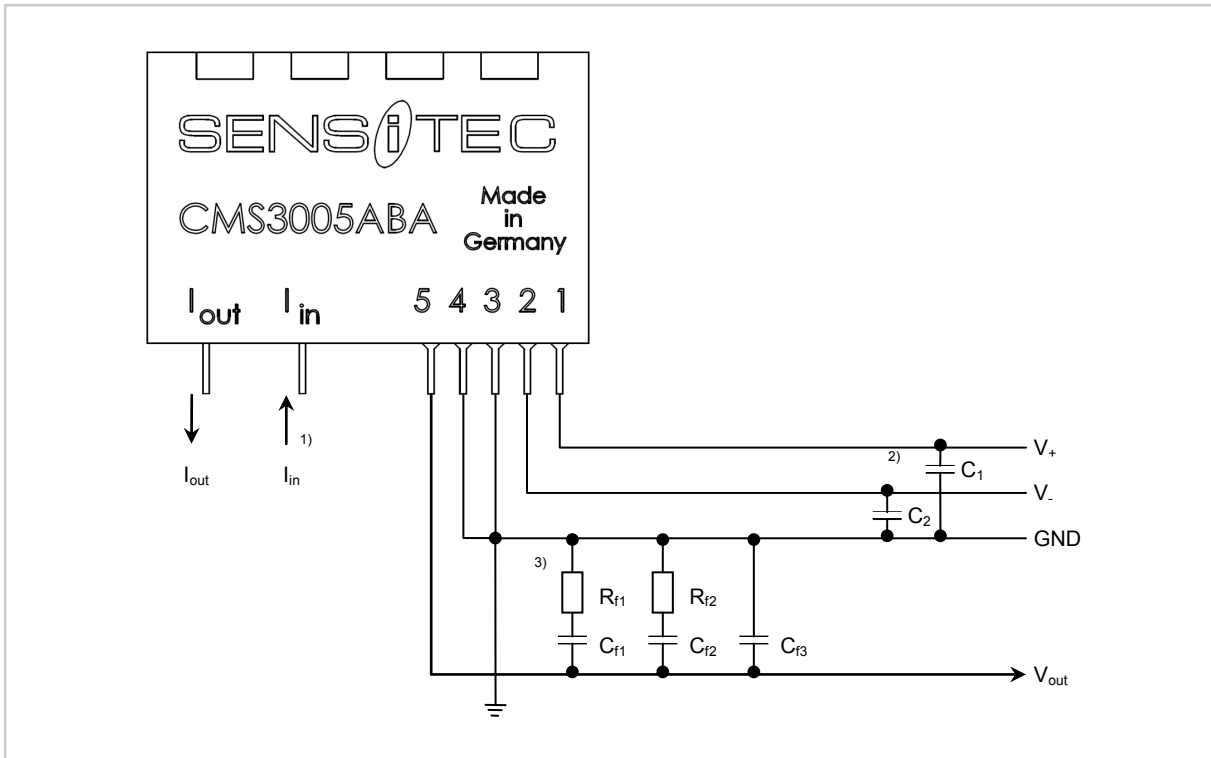 SENSiTEC
CMS3005ABA
Made
in
Germany
Iout Iin 5 4 3 2 1
1)
Iout Iin
V+
2) C1
V-
C2
GND
3)
Rf1 Rf2
Cf1 Cf2 Cf3
Vout